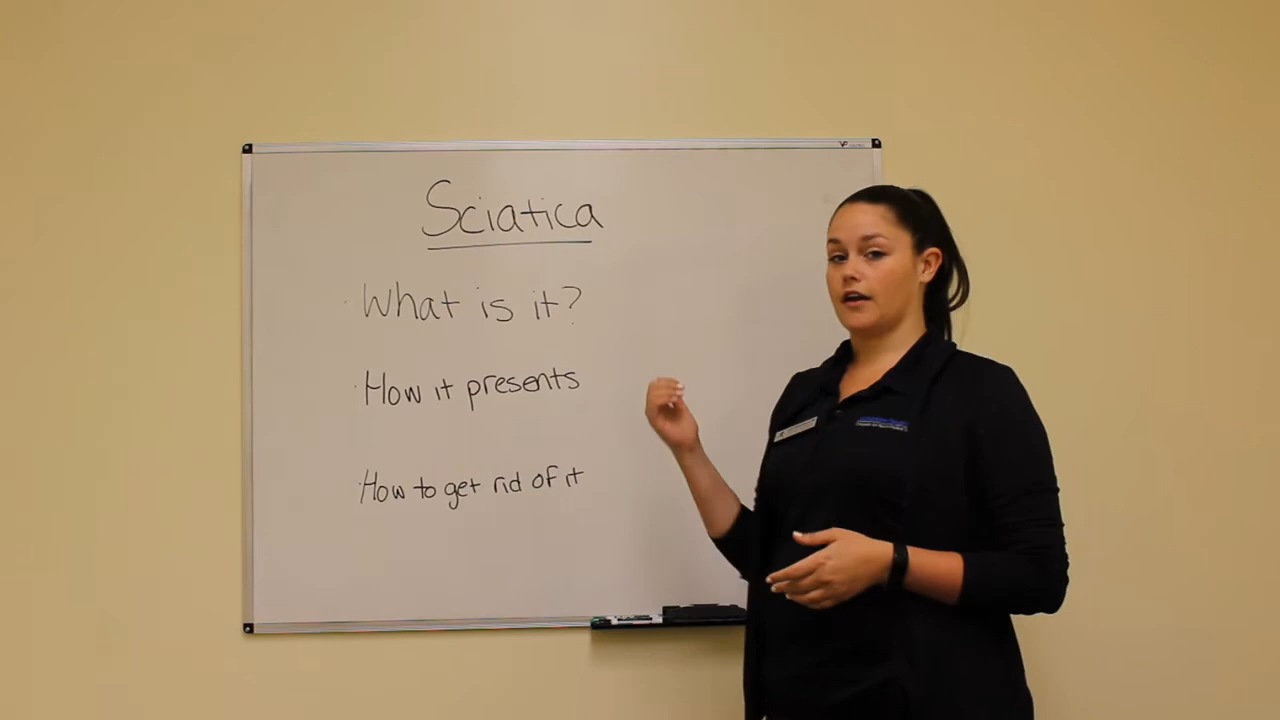 Sciatica
What is it?
How it presents
How to get rid of it